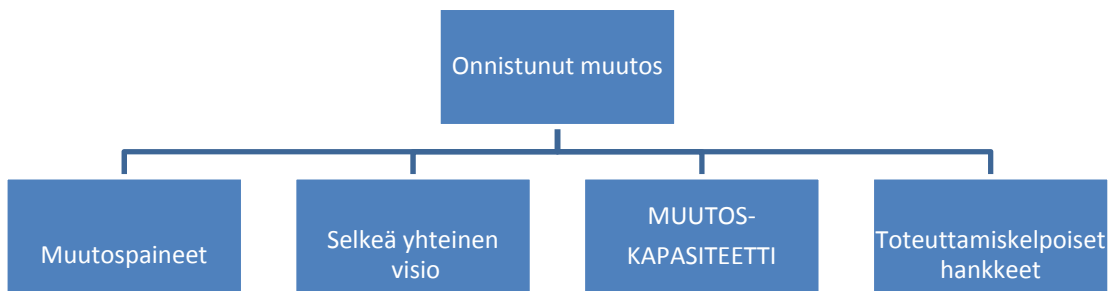 Onnistunut muutos
Muutospaineet
Selkeä yhteinen
visio
MUUTOS-
KAPASITEETTI
Toteuttamiskelpoiset
hankkeet